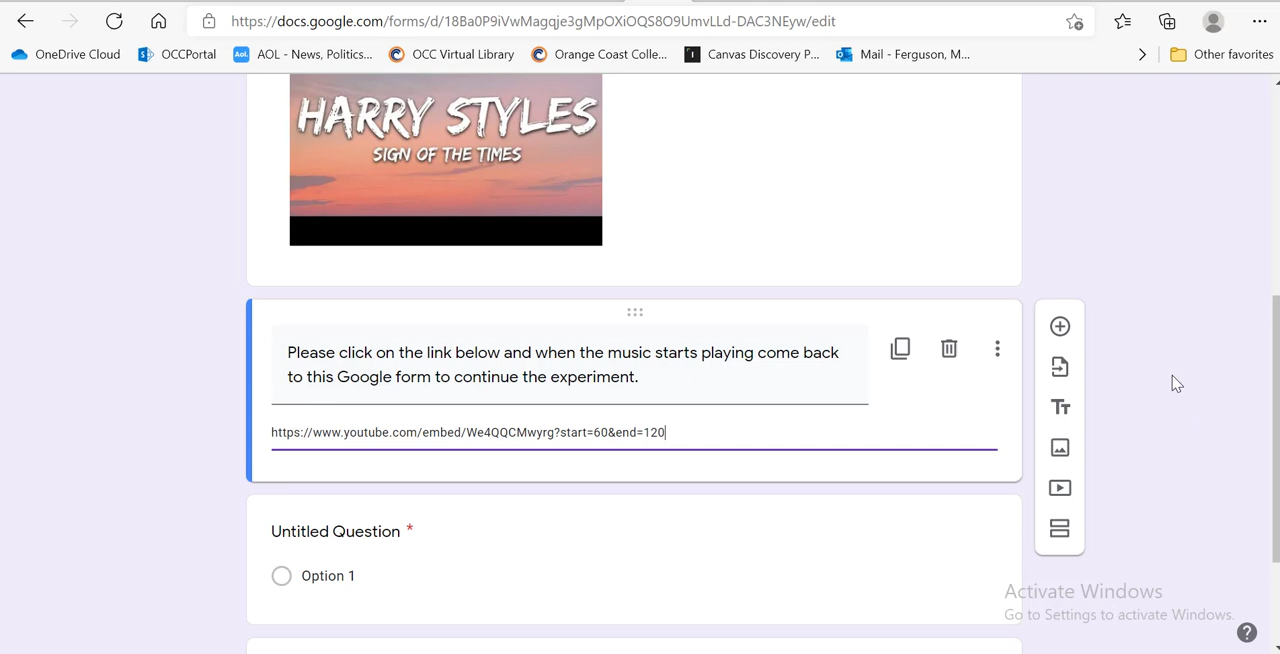 https://docs.google.com/forms/d/18Ba0P9iVwMagqje3gMpOXiOQS8O9UmvLLd-DAC3NEyw/edit
OneDrive Cloud
OCCPortal
Aol.
AOL - News, Politics...
OCC Virtual Library
Orange Coast Colle...
Canvas Discovery P...
Mail - Ferguson, M...
Other favorites
HARRY STYLES
SIGN OF THE TIMES
Please click on the link below and when the music starts playing come back
to this Google form to continue the experiment.
https://www.youtube.com/embed/We4QQCMwyrg?start=60&end=120
Untitled Question *
Option 1
Activate Windows
Go to Settings to activate Windows.